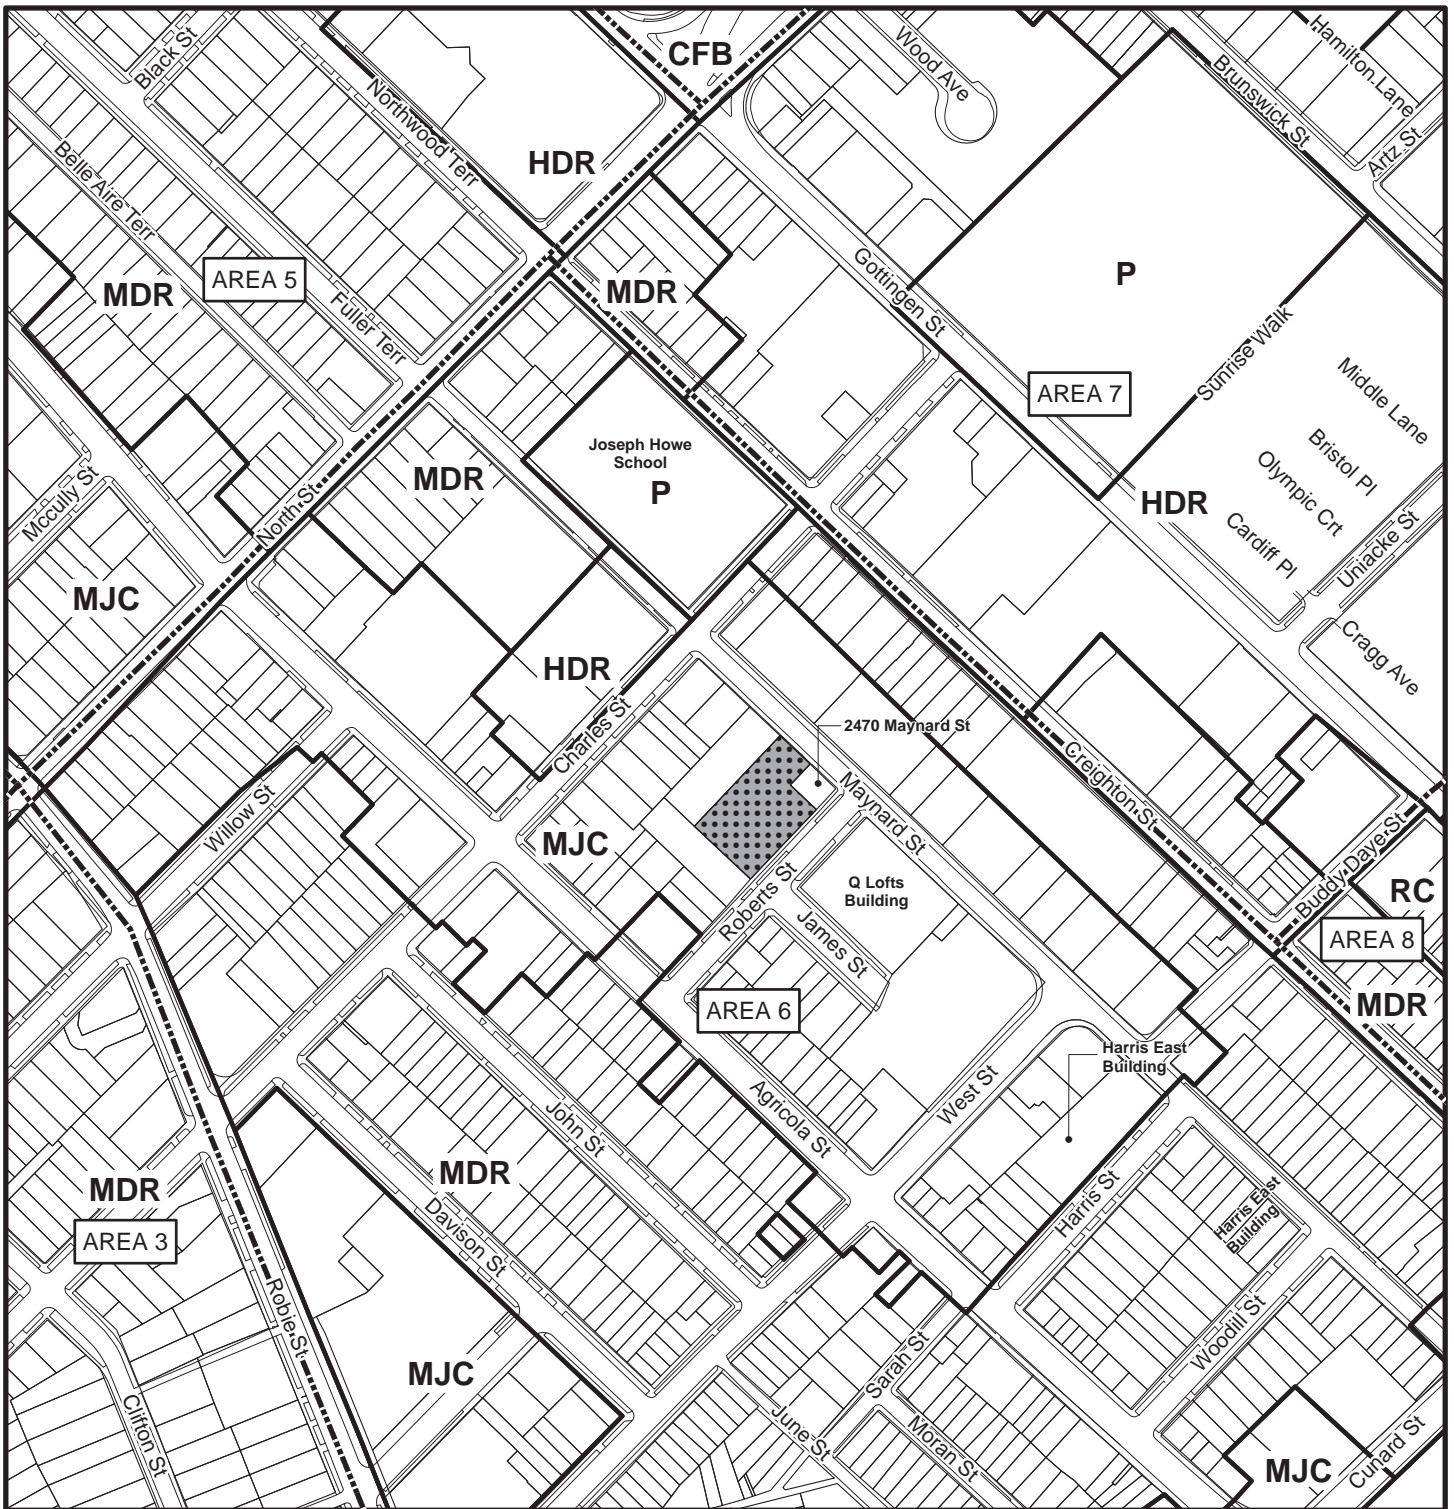 Black St
CFB
Wood Ave
Hamilton Lane
Brunswick St
Artz St
Northwood Terr
HDR
Belle Aire Terr
AREA 5
MDR
Fuller Terr
MDR
Gottingen St
P
Sunrise Walk
AREA 7
Middle Lane
Bristol Pl
Olympic Crt
Cardiff Pl
Uniacke St
Cragg Ave
HDR
Joseph Howe
School
P
MDR
Mccully St
North St
MJC
HDR
Charles St
2470 Maynard St
Creighton St
Maynard St
Willow St
MJC
Buddy Daye St
RC
AREA 8
MDR
Q Lofts
Building
Roberts St
James St
AREA 6
Harris East
Building
West St
Agricola St
John St
MDR
Davison St
MDR
AREA 3
Robie St
Harris St
Harris East
Building
Woodill St
Sarah St
MJC
Clifton St
June St
Moran St
MJC
Cunard St